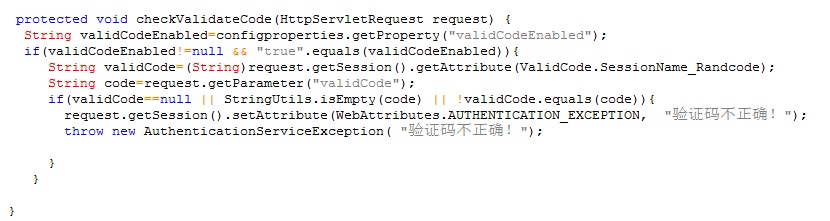 protected void checkValidateCode(HttpServletRequest request) {
String validCodeEnabled=configproperties.getProperty("validCodeEnabled");
if(validCodeEnabled!=null && "true".equals(validCodeEnabled)){
String validCode=(String)request.getSession().getAttribute(ValidCode.SessionName_Randcode);
String code=request.getParameter("validCode");
if(validCode==null || StringUtils.isEmpty(code) || !validCode.equals(code)){
request.getSession().setAttribute(WebAttributes.AUTHENTICATION_EXCEPTION, "验证码不正确!");
throw new AuthenticationServiceException( "验证码不正确!");
}
}
}